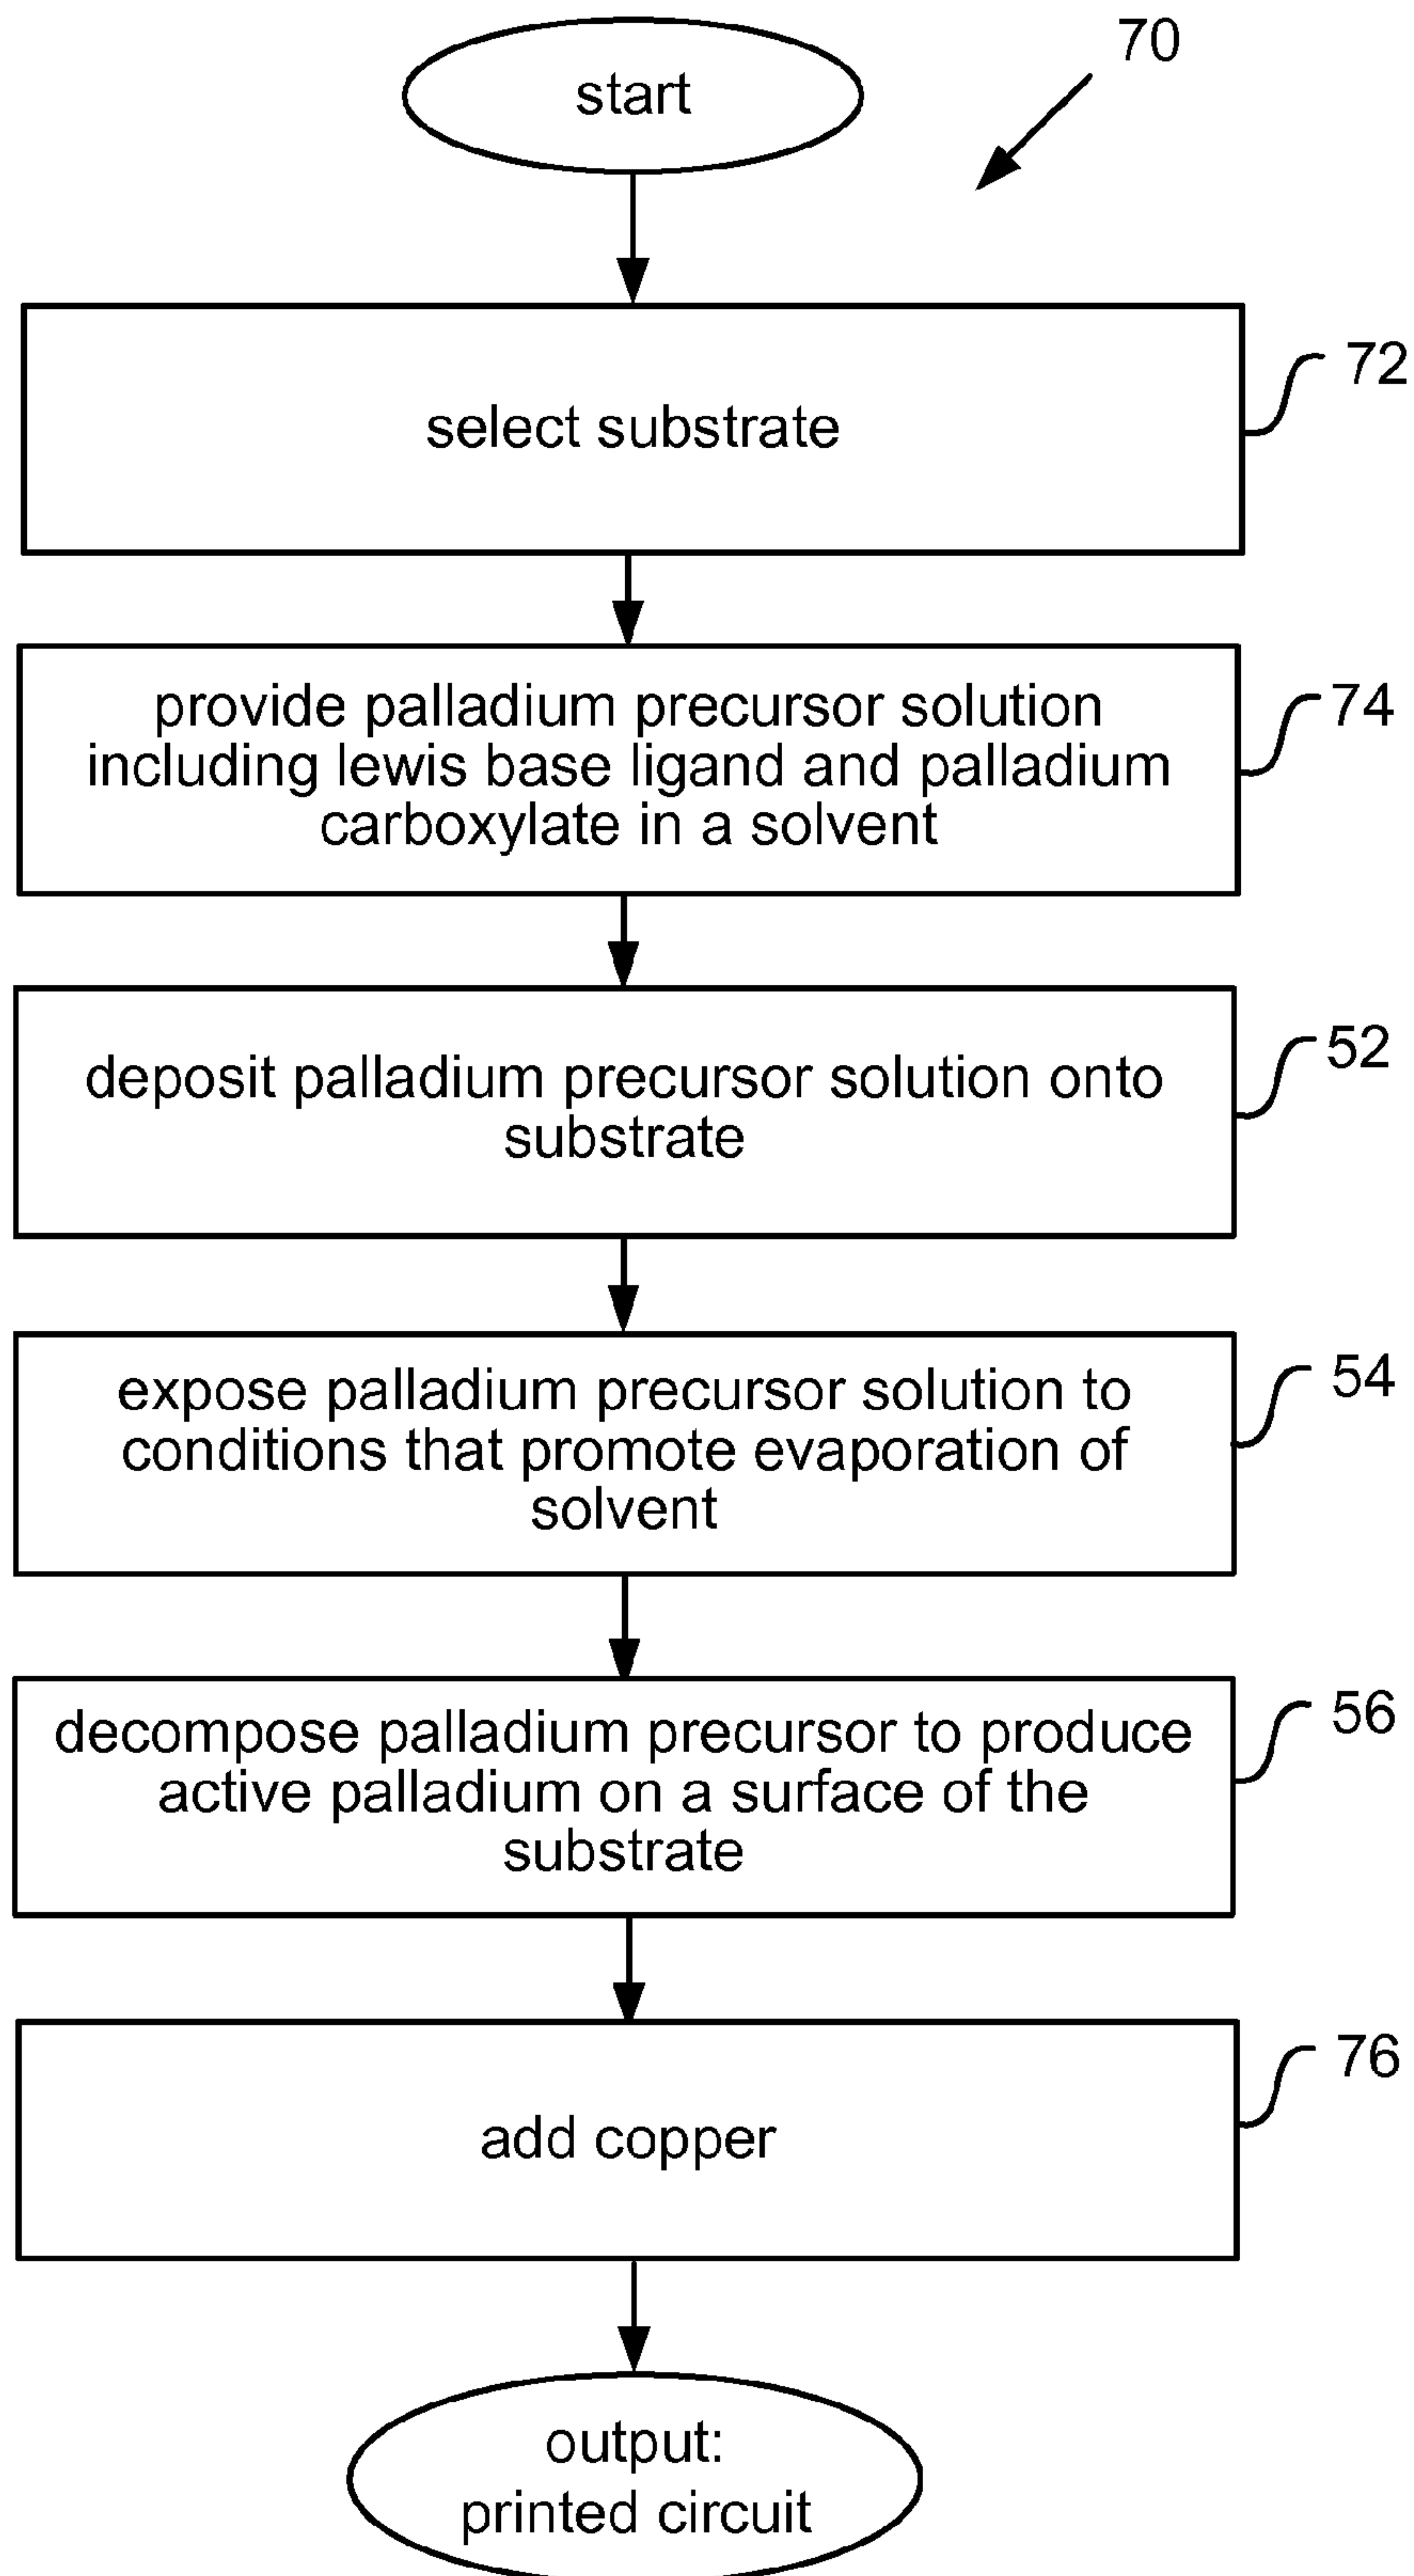 start
70
select substrate
72
provide palladium precursor solution
including lewis base ligand and palladium
carboxylate in a solvent
74
deposit palladium precursor solution onto
substrate
52
expose palladium precursor solution to
conditions that promote evaporation of
solvent
54
decompose palladium precursor to produce
active palladium on a surface of the
substrate
56
add copper
76
output:
printed circuit